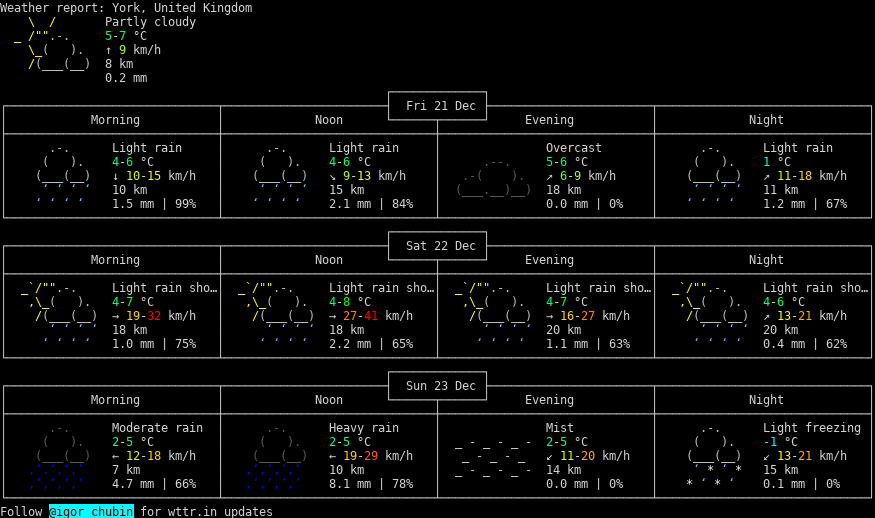 Weather report: York, United Kingdom
Partly cloudy
5-7 °C
↑ 9 km/h
8 km
0.2 mm
Fri 21 Dec
Morning Noon Evening Night
Light rain Light rain Overcast Light rain
4-6 °C 4-6 °C 5-6 °C 1 °C
↓ 10-15 km/h ↘ 9-13 km/h ↗ 6-9 km/h ↗ 11-18 km/h
10 km 15 km 18 km 11 km
1.5 mm | 99% 2.1 mm | 84% 0.0 mm | 0% 1.2 mm | 67%
Sat 22 Dec
Morning Noon Evening Night
Light rain sho… Light rain sho… Light rain sho… Light rain sho…
4-7 °C 4-8 °C 4-7 °C 4-6 °C
→ 19-32 km/h → 27-41 km/h → 16-27 km/h ↗ 13-21 km/h
18 km 18 km 20 km 20 km
1.0 mm | 75% 2.2 mm | 65% 1.1 mm | 63% 0.4 mm | 62%
Sun 23 Dec
Morning Noon Evening Night
Moderate rain Heavy rain Mist Light freezing
2-5 °C 2-5 °C 2-5 °C -1 °C
← 12-18 km/h ← 19-29 km/h ↙ 11-20 km/h ↙ 13-21 km/h
7 km 10 km 14 km 15 km
4.7 mm | 66% 8.1 mm | 78% 0.0 mm | 0% 0.1 mm | 0%
Follow @igor_chubin for wttr.in updates